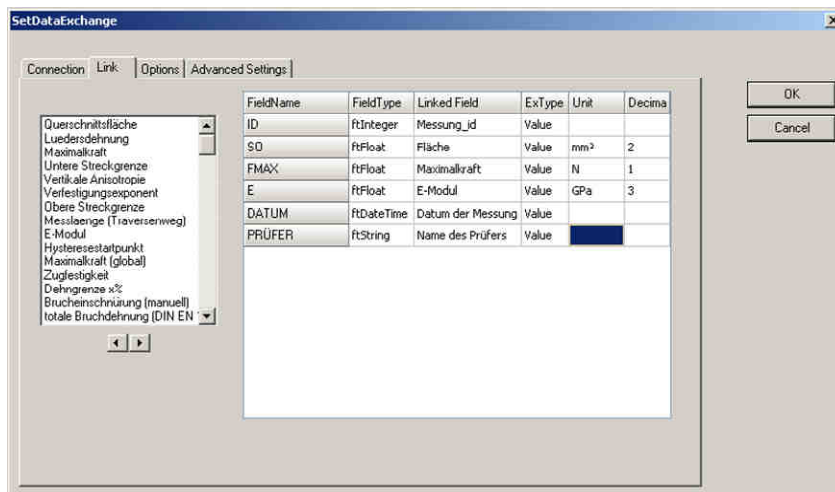 SetDataExchange
Connection Link Options Advanced Settings
Querschnittsfläche
Luedersdehnung
Maximalkraft
Untere Streckgrenze
Vertikale Anisotropie
Verfestigungsexponent
Obere Streckgrenze
Messlaenge (Traversenweg)
E-Modul
Hysteresestartpunkt
Maximalkraft (global)
Zugfestigkeit
Dehngrenze x%
Brucheinschnürung (manuell)
totale Bruchdehnung (DIN EN
FieldName FieldType Linked Field ExType Unit Decima
ID ftInteger Messung_id Value
S0 ftFloat Fläche Value mm² 2
FMAX ftFloat Maximalkraft Value N 1
E ftFloat E-Modul Value GPa 3
DATUM ftDateTime Datum der Messung Value
PRÜFER ftString Name des Prüfers Value
OK
Cancel